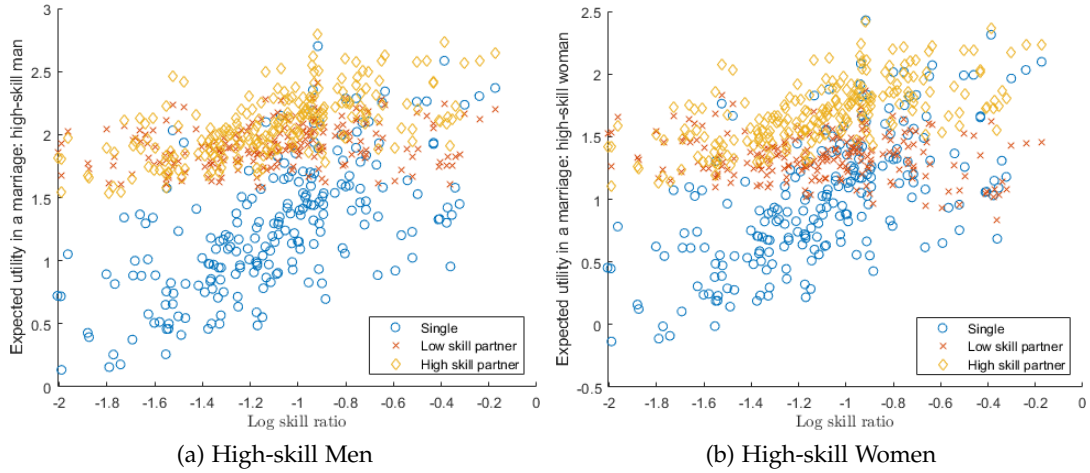 3
2.5
2
1.5
1
0.5
0
Expected utility in a marriage: high-skill man
Single
Low skill partner
High skill partner
-2 -1.8 -1.6 -1.4 -1.2 -1 -0.8 -0.6 -0.4 -0.2 0
Log skill ratio
(a) High-skill Men
2.5
2
1.5
1
0.5
0
-0.5
Expected utility in a marriage: high-skill woman
Single
Low skill partner
High skill partner
-2 -1.8 -1.6 -1.4 -1.2 -1 -0.8 -0.6 -0.4 -0.2 0
Log skill ratio
(b) High-skill Women